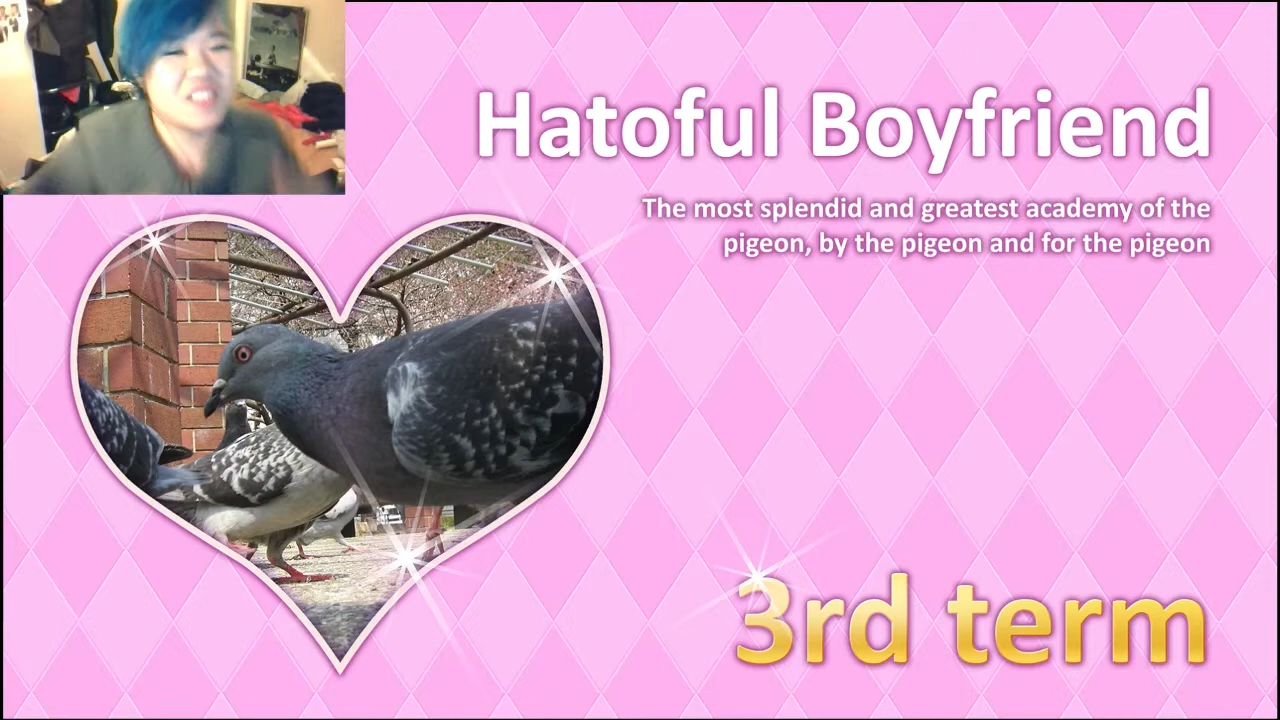 Hatoful Boyfriend
The most splendid and greatest academy of the
pigeon, by the pigeon and for the pigeon
3rd term